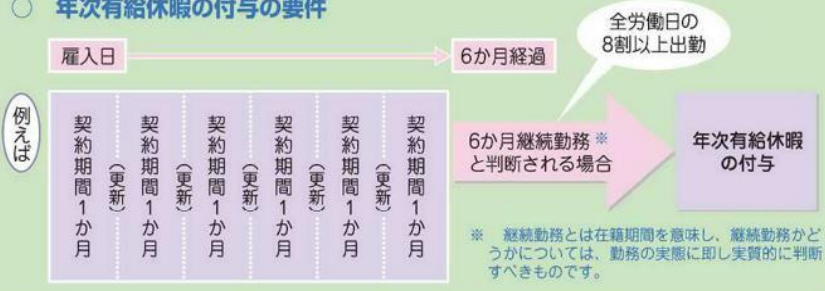 ○ 年次有給休暇の付与の要件
全労働日の
8割以上出勤
雇入日
6か月経過
例えば
契約期間1か月
(更新)
契約期間1か月
(更新)
契約期間1か月
(更新)
契約期間1か月
(更新)
契約期間1か月
(更新)
契約期間1か月
6か月継続勤務※
と判断される場合
年次有給休暇
の付与
※ 継続勤務とは在籍期間を意味し、継続勤務かど
うかについては、勤務の実態に即し実質的に判断
すべきものです。